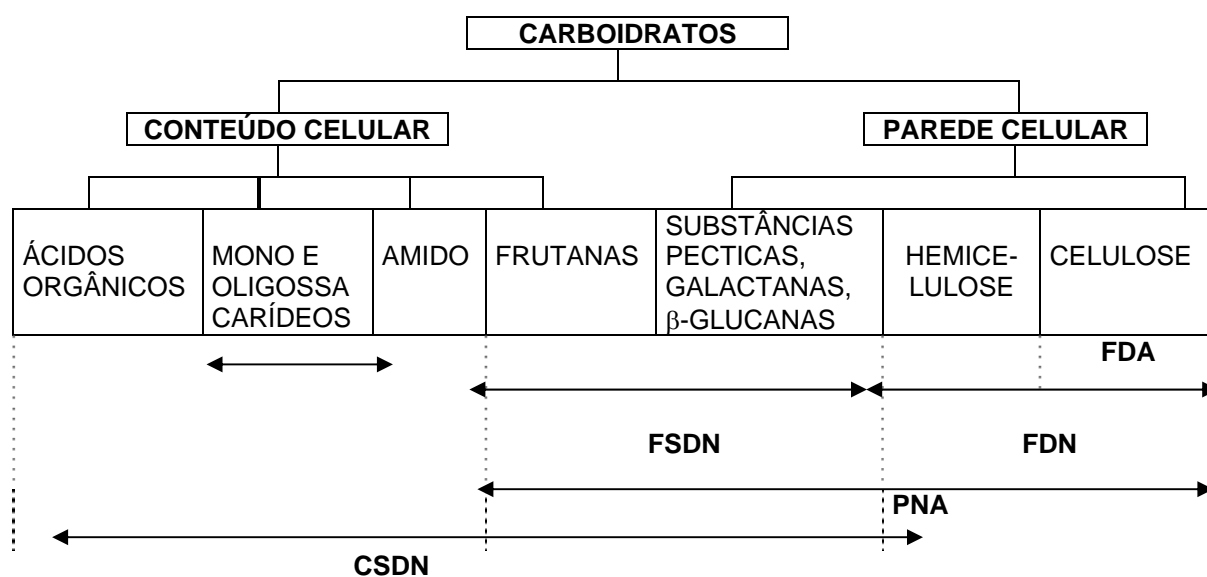 CARBOIDRATOS
CONTEÚDO CELULAR
PAREDE CELULAR
ÁCIDOS
ORGÂNICOS
MONO E
OLIGOSSA
CARÍDEOS
AMIDO
FRUTANAS
SUBSTÂNCIAS
PECTICAS,
GALACTANAS,
β-GLUCANAS
HEMICE-
LULOSE
CELULOSE
FDA
FSDN
FDN
PNA
CSDN